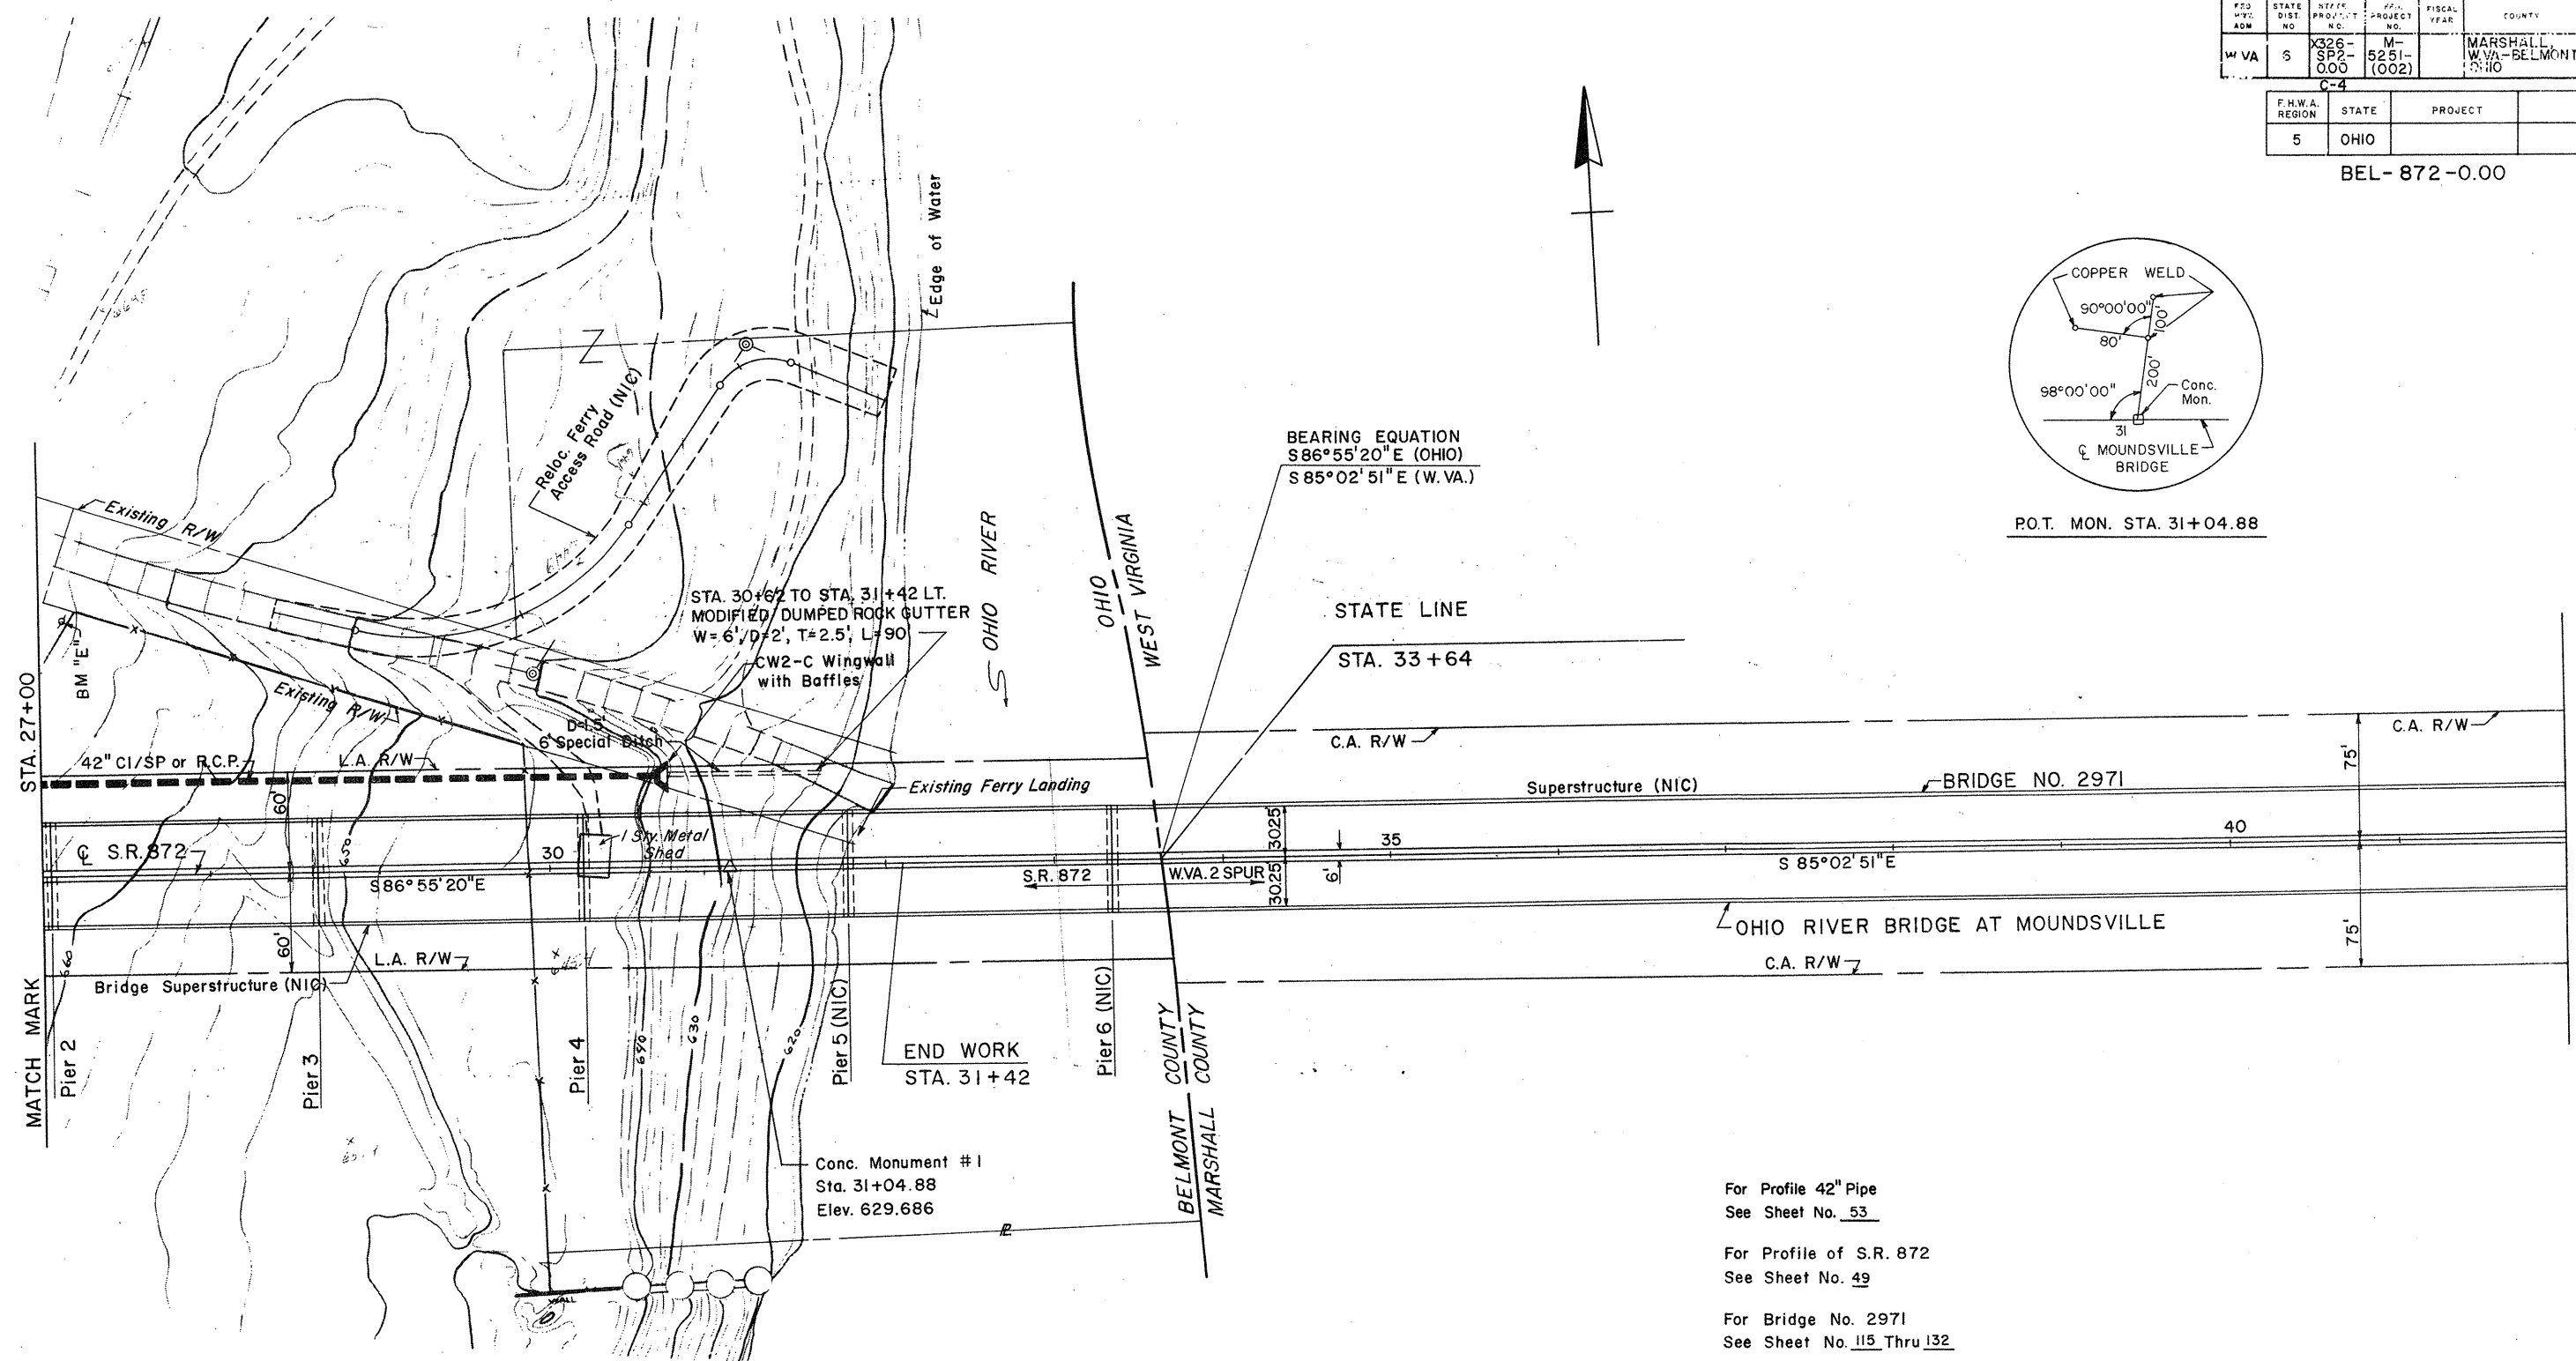 FED HWY. ADM
STATE DIST. NO
STATE PROJECT NO.
PROJECT NO.
FISCAL YEAR
COUNTY
W VA
6
X326-SP2-0.00
M-5251-(002)
MARSHALL, W.VA.-BELMONT OHIO
C-4
F.H.W.A. REGION
STATE
PROJECT
5
OHIO
BEL-872-0.00
COPPER WELD
90°00'00"
100'
80'
200'
98°00'00"
Conc. Mon.
31
℄ MOUNDSVILLE BRIDGE
P.O.T. MON. STA. 31+04.88
Edge of Water
Reloc. Ferry
Access Road (NIC)
BEARING EQUATION
S 86°55'20" E (OHIO)
S 85°02'51" E (W. VA.)
Existing R/W
STA. 30+62 TO STA. 31+42 LT.
MODIFIED DUMPED ROCK GUTTER
W=6', D=2', T=2.5', L=90
CW2-C Wingwall
with Baffles
OHIO RIVER
OHIO
WEST VIRGINIA
STATE LINE
STA. 33+64
BM "E"
Existing R/W
D=1.5'
6' Special Ditch
STA. 27+00
MATCH MARK
42" CI/SP or R.C.P.
L.A. R/W
60'
Existing Ferry Landing
C.A. R/W
C.A. R/W
Superstructure (NIC)
BRIDGE NO. 2971
75'
℄ S.R. 872
S 86°55'20" E
30
1 Sty. Metal
Shed
S.R. 872
W.VA. 2 SPUR
30.25
30.25
6'
35
S 85°02'51" E
40
OHIO RIVER BRIDGE AT MOUNDSVILLE
75'
60'
L.A. R/W
C.A. R/W
Bridge Superstructure (NIC)
660
650
640
630
620
Pier 2
Pier 3
Pier 4
Pier 5 (NIC)
Pier 6 (NIC)
END WORK
STA. 31+42
BELMONT COUNTY
MARSHALL COUNTY
Conc. Monument #1
Sta. 31+04.88
Elev. 629.686
PL
WALL
For Profile 42" Pipe
See Sheet No. 53
For Profile of S.R. 872
See Sheet No. 49
For Bridge No. 2971
See Sheet No. 115 Thru 132